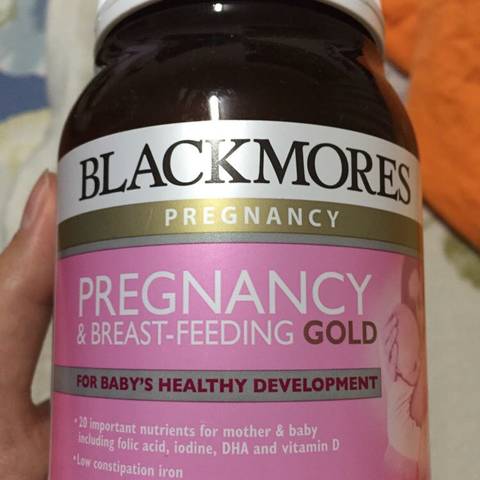 BLACKMORES
PREGNANCY
PREGNANCY
& BREAST-FEEDING GOLD
FOR BABY'S HEALTHY DEVELOPMENT
• 20 important nutrients for mother & baby
including folic acid, iodine, DHA and vitamin D
• Low constipation iron